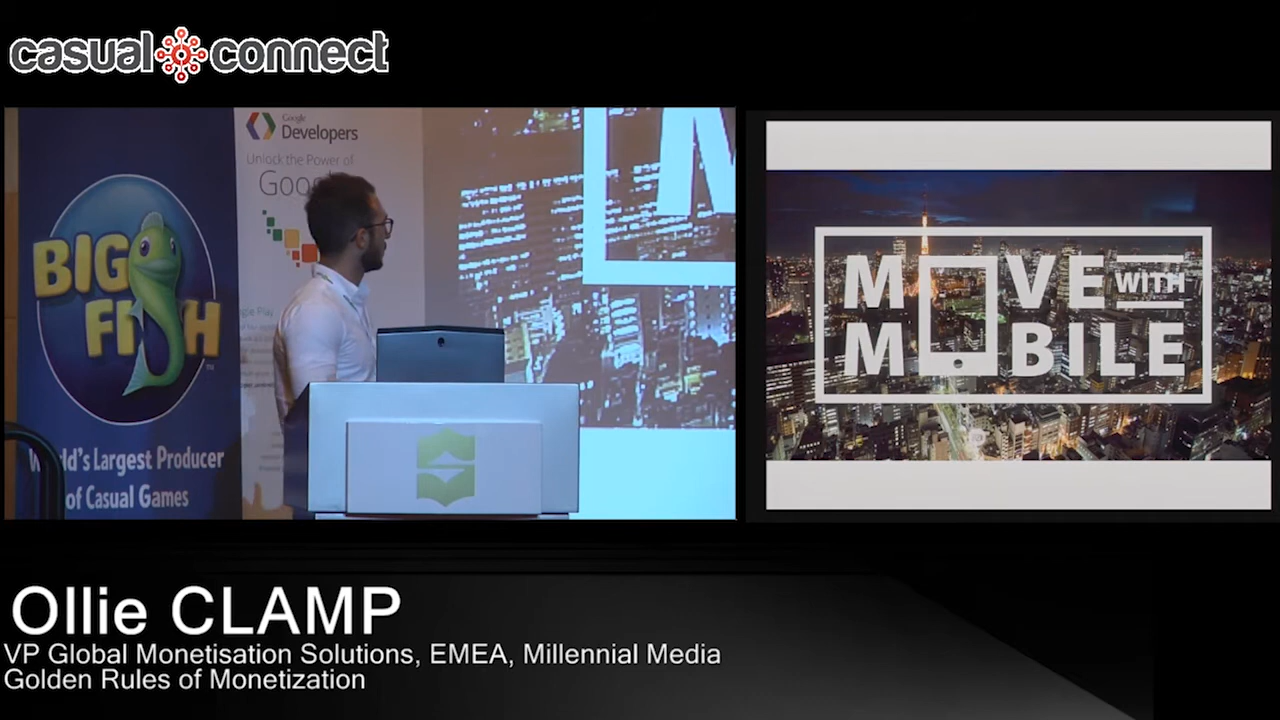 casual connect
Google
Developers
Unlock the Power of
BIG
FISH
World's Largest Producer
of Casual Games
M
MOVE WITH
MOBILE
Ollie CLAMP
VP Global Monetisation Solutions, EMEA, Millennial Media
Golden Rules of Monetization